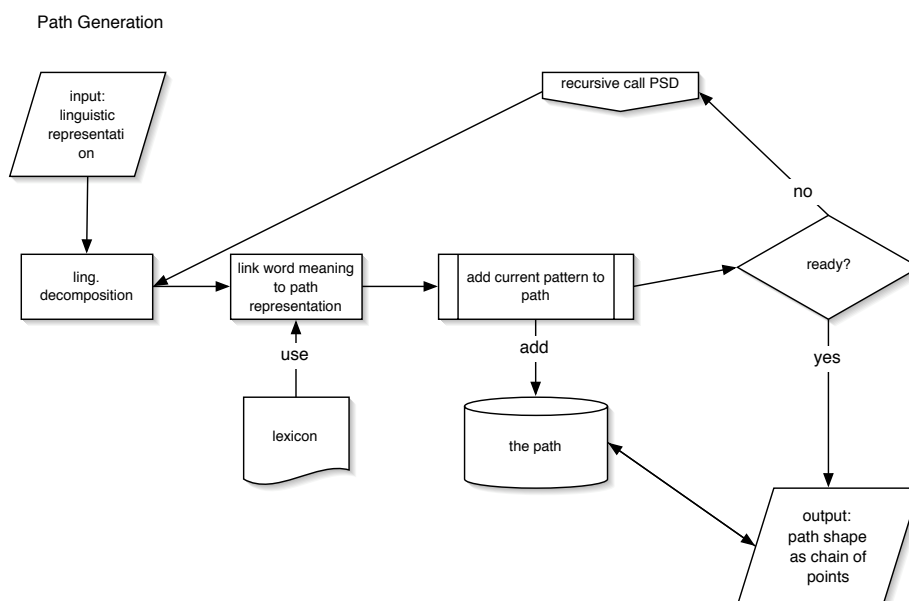 Path Generation
input:
linguistic
representati
on
recursive call PSD
no
ling.
decomposition
link word meaning
to path
representation
add current pattern to
path
ready?
use
add
yes
lexicon
the path
output:
path shape
as chain of
points